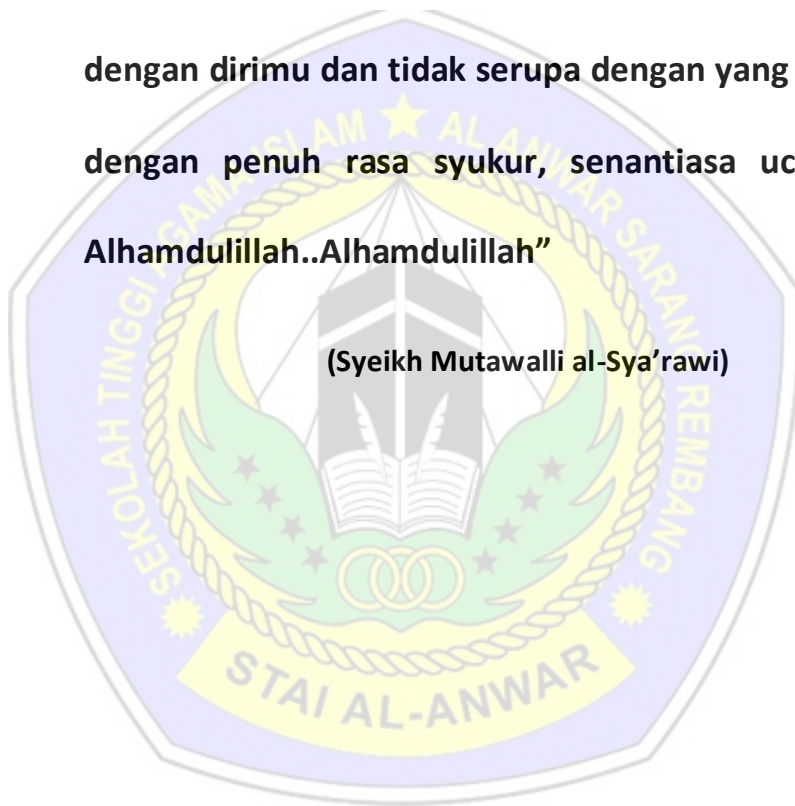 dengan dirimu dan tidak serupa dengan yang
dengan penuh rasa syukur, senantiasa uc
Alhamdulillah..Alhamdulillah”
(Syeikh Mutawalli al-Sya’rawi)
SEKOLAH TINGGI AGAMA ISLAM ★ AL ANWAR SARANG REMBANG
STAI AL-ANWAR